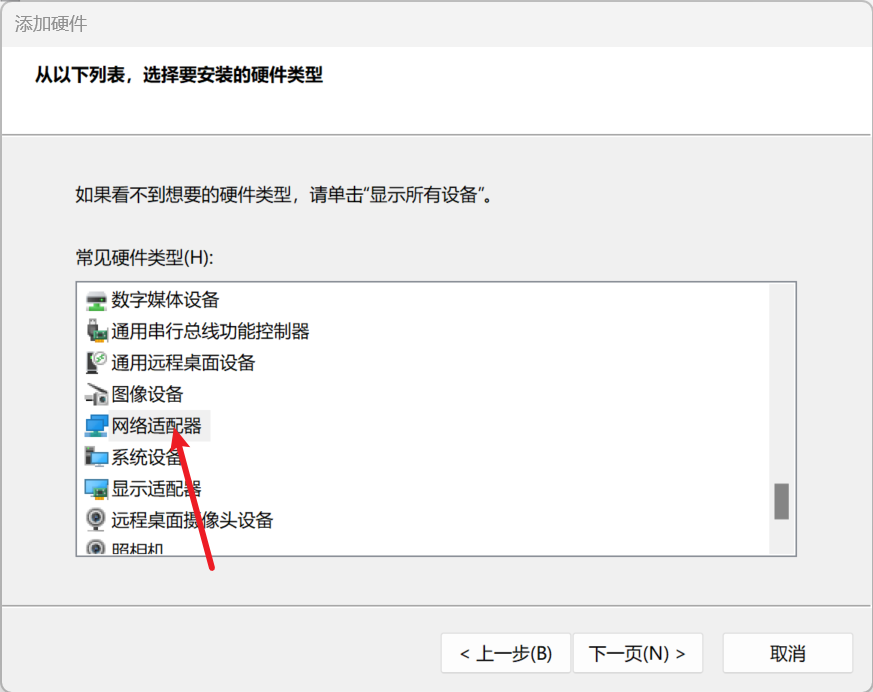 添加硬件
从以下列表，选择要安装的硬件类型
如果看不到想要的硬件类型，请单击“显示所有设备”。
常见硬件类型(H):
数字媒体设备
通用串行总线功能控制器
通用远程桌面设备
图像设备
网络适配器
系统设备
显示适配器
远程桌面摄像头设备
照相机
< 上一步(B)
下一页(N) >
取消